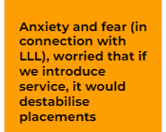 Anxiety and fear (in
connection with
LLL), worried that if
we introduce
service, it would
destabilise
placements